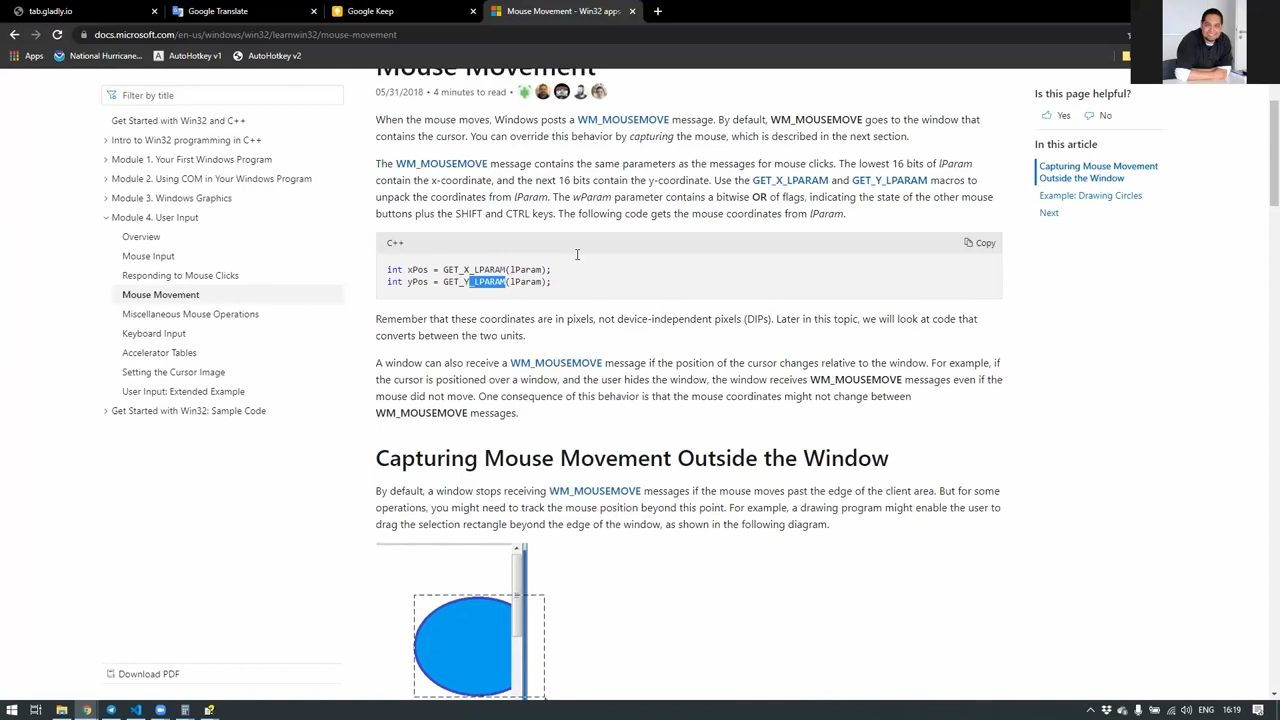 tab.gladly.io
Google Translate
Google Keep
Mouse Movement - Win32 apps
docs.microsoft.com/en-us/windows/win32/learnwin32/mouse-movement
Apps
National Hurricane...
AutoHotkey v1
AutoHotkey v2
Filter by title
Get Started with Win32 and C++
Intro to Win32 programming in C++
Module 1. Your First Windows Program
Module 2. Using COM in Your Windows Program
Module 3. Windows Graphics
Module 4. User Input
Overview
Mouse Input
Responding to Mouse Clicks
Mouse Movement
Miscellaneous Mouse Operations
Keyboard Input
Accelerator Tables
Setting the Cursor Image
User Input: Extended Example
Get Started with Win32: Sample Code
Download PDF
Mouse Movement
05/31/2018 • 4 minutes to read •
When the mouse moves, Windows posts a WM_MOUSEMOVE message. By default, WM_MOUSEMOVE goes to the window that
contains the cursor. You can override this behavior by capturing the mouse, which is described in the next section.
The WM_MOUSEMOVE message contains the same parameters as the messages for mouse clicks. The lowest 16 bits of lParam
contain the x-coordinate, and the next 16 bits contain the y-coordinate. Use the GET_X_LPARAM and GET_Y_LPARAM macros to
unpack the coordinates from lParam. The wParam parameter contains a bitwise OR of flags, indicating the state of the other mouse
buttons plus the SHIFT and CTRL keys. The following code gets the mouse coordinates from lParam.
C++
Copy
int xPos = GET_X_LPARAM(lParam);
int yPos = GET_Y_LPARAM(lParam);
Remember that these coordinates are in pixels, not device-independent pixels (DIPs). Later in this topic, we will look at code that
converts between the two units.
A window can also receive a WM_MOUSEMOVE message if the position of the cursor changes relative to the window. For example, if
the cursor is positioned over a window, and the user hides the window, the window receives WM_MOUSEMOVE messages even if the
mouse did not move. One consequence of this behavior is that the mouse coordinates might not change between
WM_MOUSEMOVE messages.
Capturing Mouse Movement Outside the Window
By default, a window stops receiving WM_MOUSEMOVE messages if the mouse moves past the edge of the client area. But for some
operations, you might need to track the mouse position beyond this point. For example, a drawing program might enable the user to
drag the selection rectangle beyond the edge of the window, as shown in the following diagram.
Is this page helpful?
Yes
No
In this article
Capturing Mouse Movement
Outside the Window
Example: Drawing Circles
Next
ENG
16:19